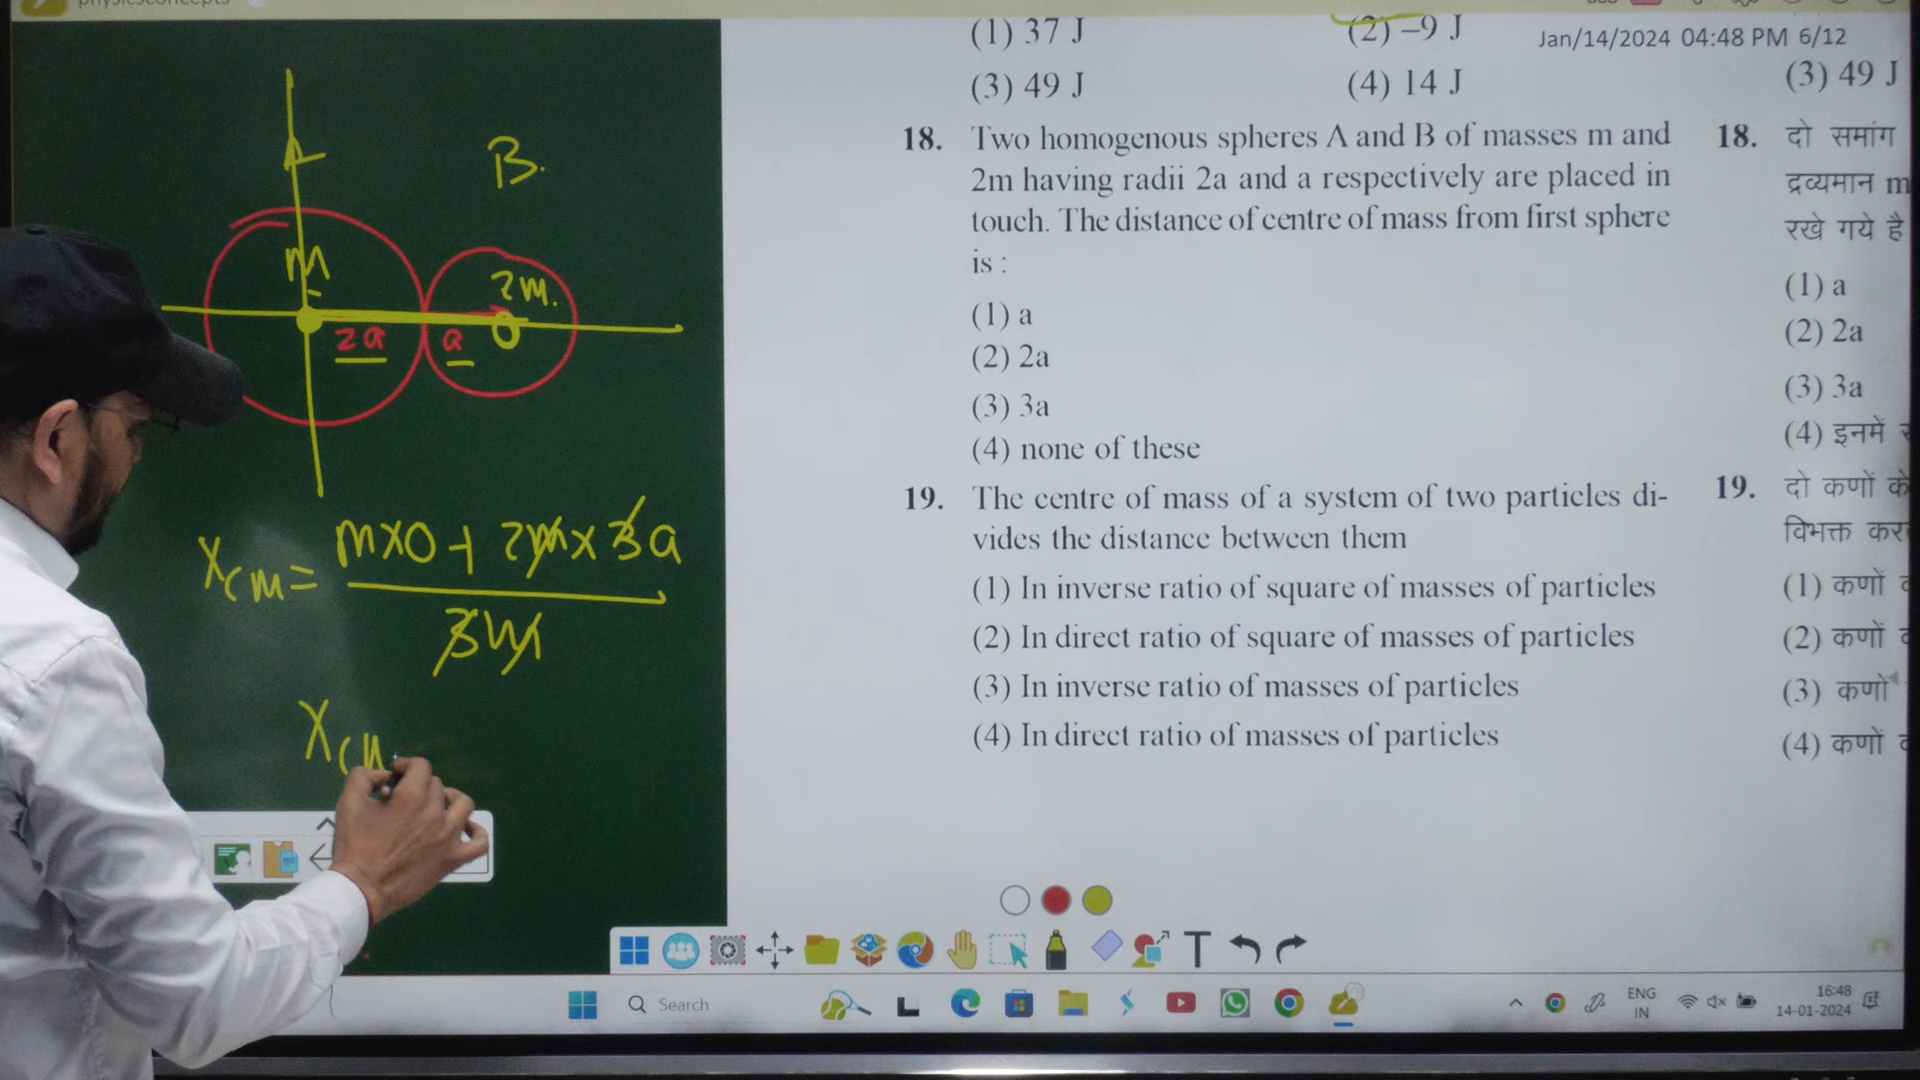 physicsconcepts
B.
m
2m.
2a
a
Xcm = m×0 + 2m×3a
3m
Xcm
(1) 37 J
(2) –9 J
(3) 49 J
(4) 14 J
Jan/14/2024 04:48 PM 6/12
18. Two homogenous spheres A and B of masses m and
2m having radii 2a and a respectively are placed in
touch. The distance of centre of mass from first sphere
is :
(1) a
(2) 2a
(3) 3a
(4) none of these
19. The centre of mass of a system of two particles di-
vides the distance between them
(1) In inverse ratio of square of masses of particles
(2) In direct ratio of square of masses of particles
(3) In inverse ratio of masses of particles
(4) In direct ratio of masses of particles
(3) 49 J
18. दो समांग
द्रव्यमान m
रखे गये है
(1) a
(2) 2a
(3) 3a
(4) इनमें
19. दो कणों के
विभक्त कर
(1) कणों
(2) कणों
(3) कणों
(4) कणों
Search
ENG
IN
16:48
14-01-2024